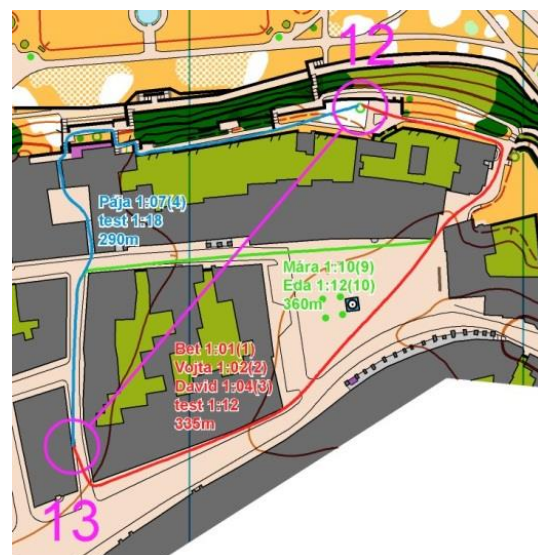 12
Pája 1:07(4)
test 1:18
290m
Mára 1:10(9)
Eda 1:12(10)
360m
Bet 1:01(1)
Vojta 1:02(2)
David 1:04(3)
test 1:12
335m
13